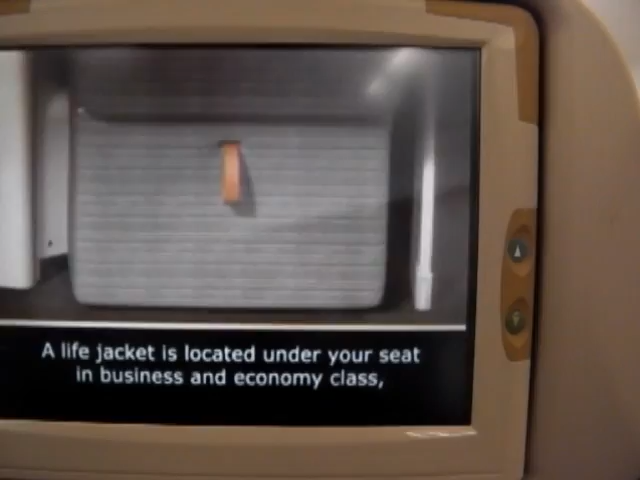 A life jacket is located under your seat
in business and economy class,